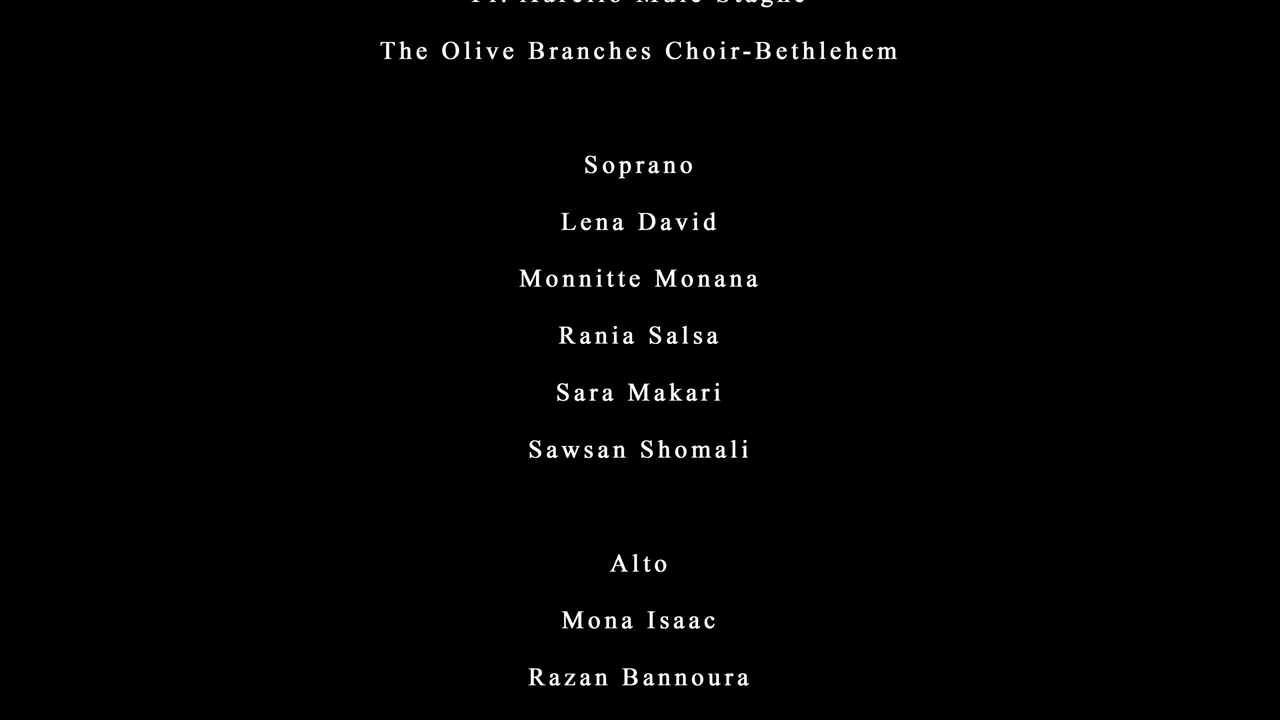 The Olive Branches Choir-Bethlehem
Soprano
Lena David
Monnitte Monana
Rania Salsa
Sara Makari
Sawsan Shomali
Alto
Mona Isaac
Razan Bannoura